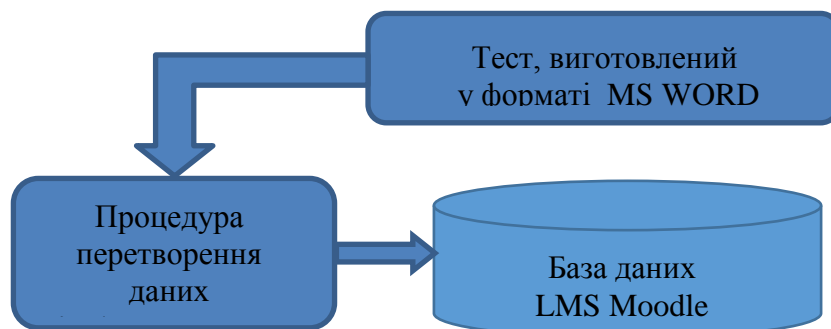 Тест, виготовлений
у форматі MS WORD
Процедура
перетворення
даних
База даних
LMS Moodle